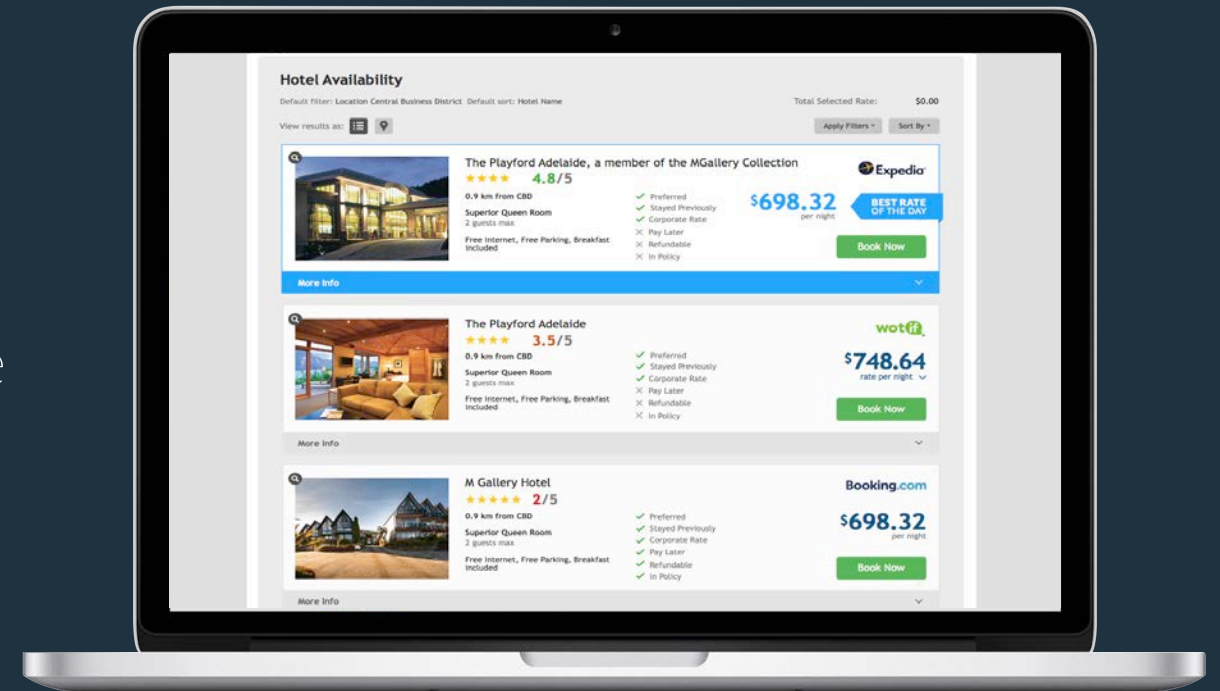 Hotel Availability
Default filter: Location Central Business District Default sort: Hotel Name
Total Selected Rate: $0.00
View results as:
Apply Filters
Sort By
The Playford Adelaide, a member of the MGallery Collection
4.8/5
0.9 km from CBD
Superior Queen Room
2 guests max
Free Internet, Free Parking, Breakfast
included
Preferred
Stayed Previously
Corporate Rate
Pay Later
Refundable
In Policy
$698.32
per night
Expedia
BEST RATE
OF THE DAY
Book Now
More Info
The Playford Adelaide
3.5/5
0.9 km from CBD
Superior Queen Room
2 guests max
Free Internet, Free Parking, Breakfast
included
Preferred
Stayed Previously
Corporate Rate
Pay Later
Refundable
In Policy
wotif
$748.64
rate per night
Book Now
More Info
M Gallery Hotel
2/5
0.9 km from CBD
Superior Queen Room
2 guests max
Free Internet, Free Parking, Breakfast
included
Preferred
Stayed Previously
Corporate Rate
Pay Later
Refundable
In Policy
Booking.com
$698.32
per night
Book Now
More Info